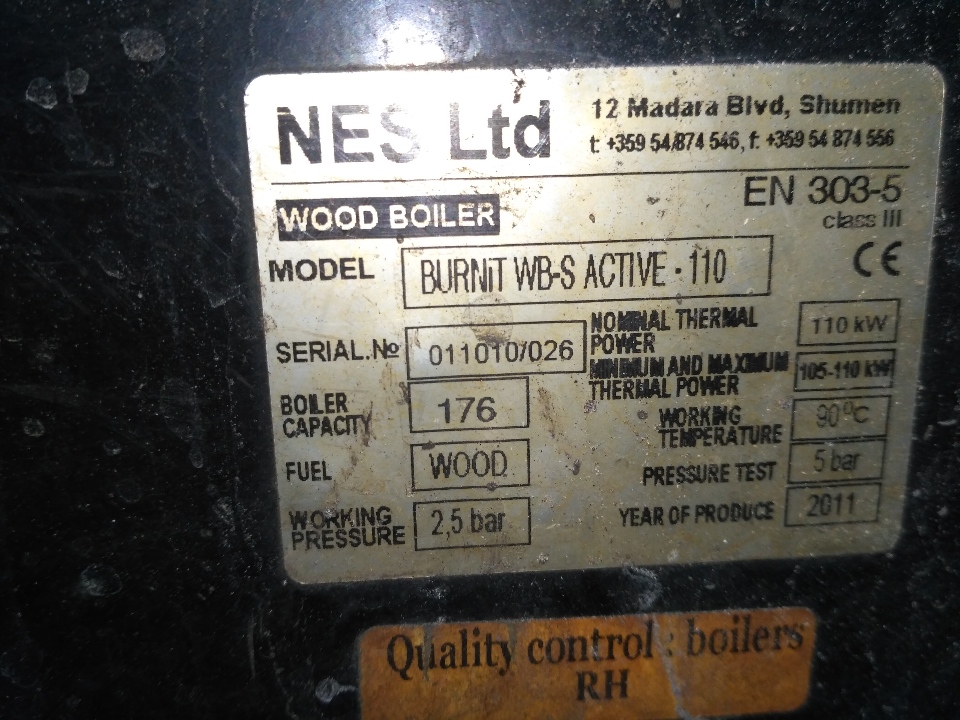 NES Ltd
12 Madara Blvd, Shumen
t: +359 54/874 546, f: +359 54 874 556
EN 303-5
class III
WOOD BOILER
CE
MODEL BURNiT WB-S ACTIVE · 110
SERIAL.№ 011010/026
NOMINAL THERMAL
POWER
110 kW
MINIMUM AND MAXIMUM
THERMAL POWER
105-110 kW
BOILER
CAPACITY
176
WORKING
TEMPERATURE
90°C
FUEL WOOD
PRESSURE TEST 5 bar
WORKING
PRESSURE
2,5 bar
YEAR OF PRODUCE 2011
Quality control : boilers
RH